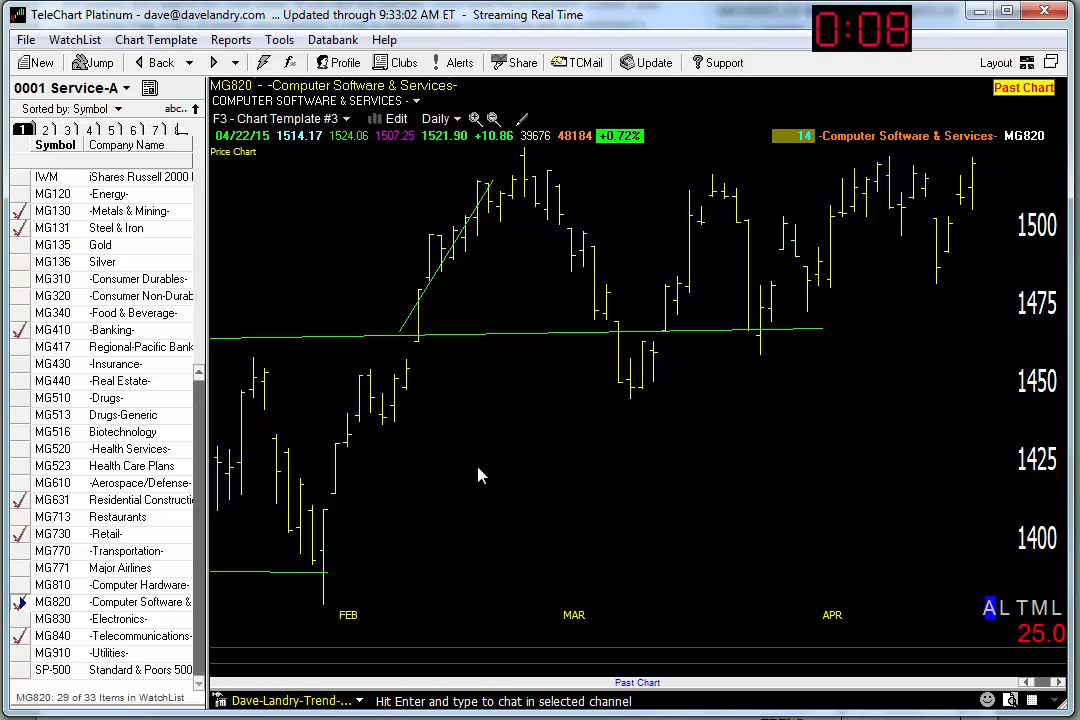 TeleChart Platinum - dave@davelandry.com ... Updated through 9:33:02 AM ET - Streaming Real Time
0:08
File WatchList Chart Template Reports Tools Databank Help
New Jump Back Profile Clubs Alerts Share TCMail Update Support Layout
0001 Service-A
Sorted by: Symbol abc..
1 2 3 4 5 6 7
Symbol Company Name
IWM iShares Russell 2000 I
MG120 -Energy-
MG130 -Metals & Mining-
MG131 Steel & Iron
MG135 Gold
MG136 Silver
MG310 -Consumer Durables-
MG320 -Consumer Non-Durab
MG340 -Food & Beverage-
MG410 -Banking-
MG417 Regional-Pacific Bank
MG430 -Insurance-
MG440 -Real Estate-
MG510 -Drugs-
MG513 Drugs-Generic
MG516 Biotechnology
MG520 -Health Services-
MG523 Health Care Plans
MG610 -Aerospace/Defense-
MG631 Residential Constructi
MG713 Restaurants
MG730 -Retail-
MG770 -Transportation-
MG771 Major Airlines
MG810 -Computer Hardware-
MG820 -Computer Software &
MG830 -Electronics-
MG840 -Telecommunications-
MG910 -Utilities-
SP-500 Standard & Poors 500
MG820: 29 of 33 Items in WatchList
MG820 - -Computer Software & Services-
Past Chart
COMPUTER SOFTWARE & SERVICES -
F3 - Chart Template #3 Edit Daily
04/22/15 1514.17 1524.06 1507.25 1521.90 +10.86 39676 48184 +0.72% 14 -Computer Software & Services- MG820
Price Chart
1500
1475
1450
1425
1400
FEB MAR APR
A L T M L
25.0
Past Chart
Dave-Landry-Trend-... Hit Enter and type to chat in selected channel